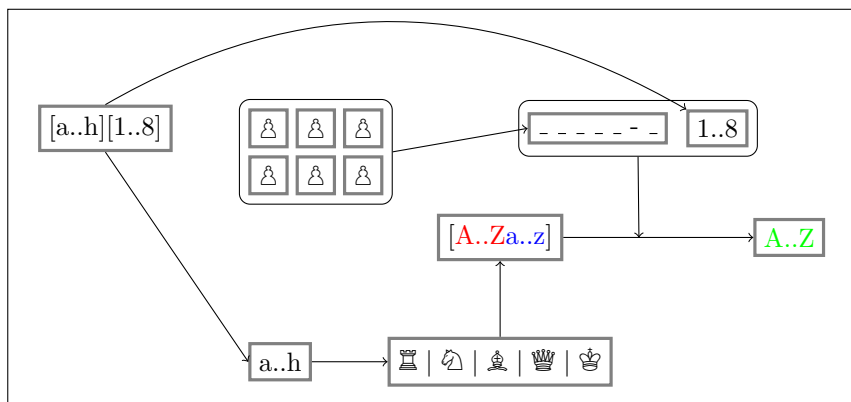 [a..h][1..8]
♙ ♙ ♙
♙ ♙ ♙
_ _ _ _ _ - _
1..8
[A..Za..z]
A..Z
a..h
♖ | ♘ | ♗ | ♕ | ♔